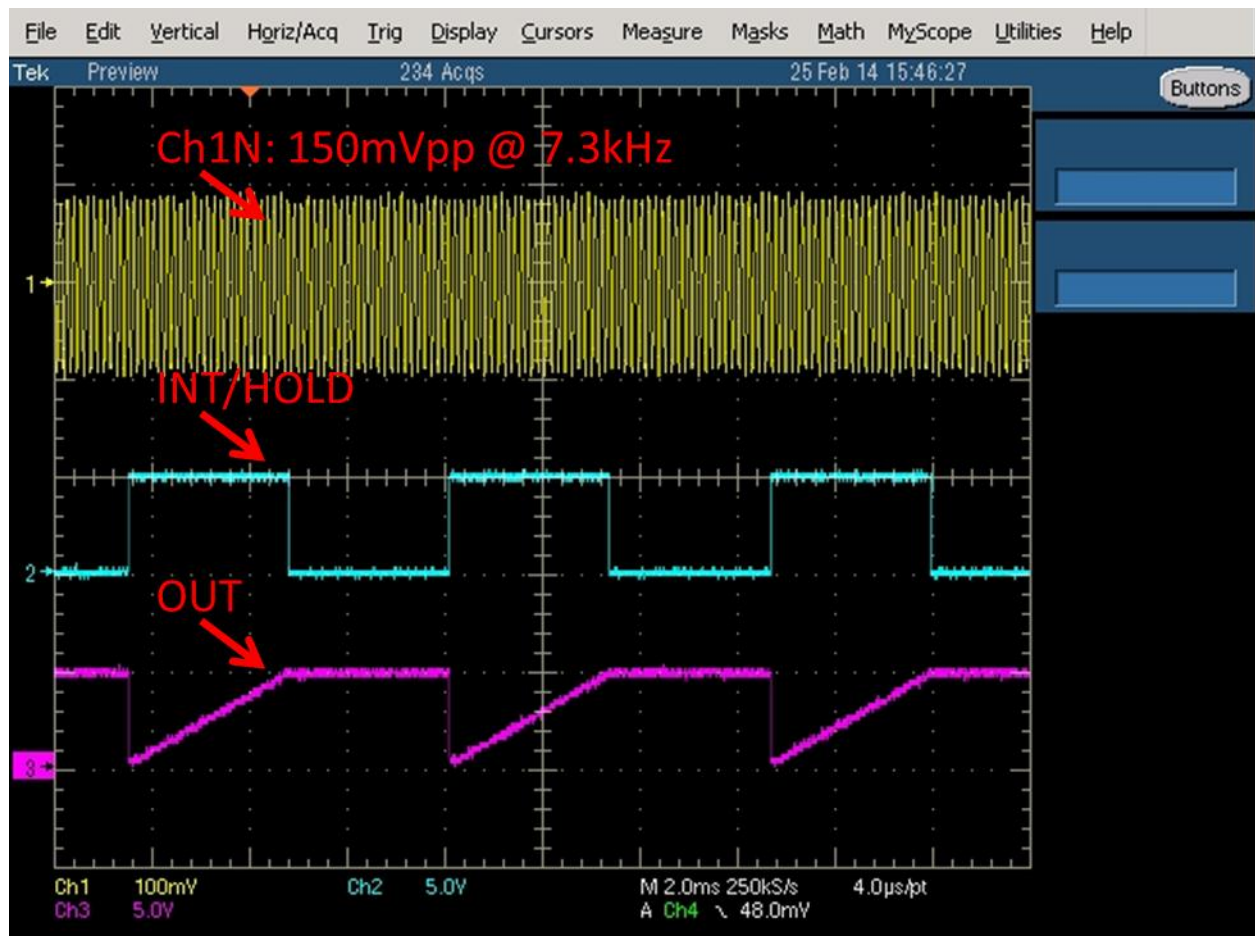 File Edit Vertical Horiz/Acq Trig Display Cursors Measure Masks Math MyScope Utilities Help
Tek Preview 234 Acqs 25 Feb 14 15:46:27
Buttons
Ch1N: 150mVpp @ 7.3kHz
1
INT/HOLD
2
OUT
3
Ch1 100mV Ch2 5.0V M 2.0ms 250kS/s 4.0µs/pt
Ch3 5.0V A Ch4 48.0mV